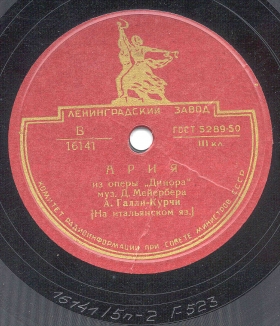 ЛЕНИНГРАДСКИЙ ЗАВОД
В
16141
ГОСТ 5289-50
III кл
АРИЯ
из оперы „Динора"
муз. Д. Мейербера
А. Галли-Курчи
[На итальянском яз.]
КОМИТЕТ РАДИОИНФОРМАЦИИ ПРИ СОВЕТЕ МИНИСТРОВ СССР
16141/5п-2 F-523